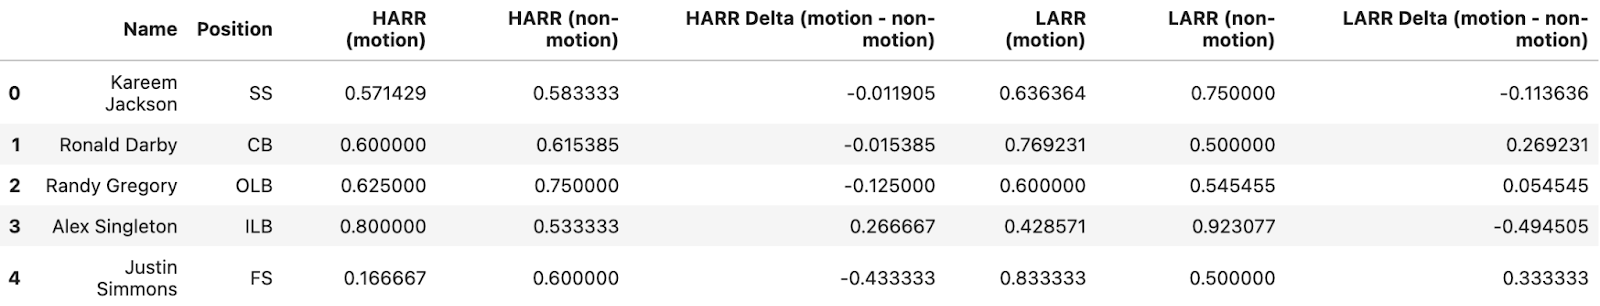 Name Position HARR (motion) HARR (non-motion) HARR Delta (motion - non-motion) LARR (motion) LARR (non-motion) LARR Delta (motion - non-motion)
0 Kareem Jackson SS 0.571429 0.583333 -0.011905 0.636364 0.750000 -0.113636
1 Ronald Darby CB 0.600000 0.615385 -0.015385 0.769231 0.500000 0.269231
2 Randy Gregory OLB 0.625000 0.750000 -0.125000 0.600000 0.545455 0.054545
3 Alex Singleton ILB 0.800000 0.533333 0.266667 0.428571 0.923077 -0.494505
4 Justin Simmons FS 0.166667 0.600000 -0.433333 0.833333 0.500000 0.333333